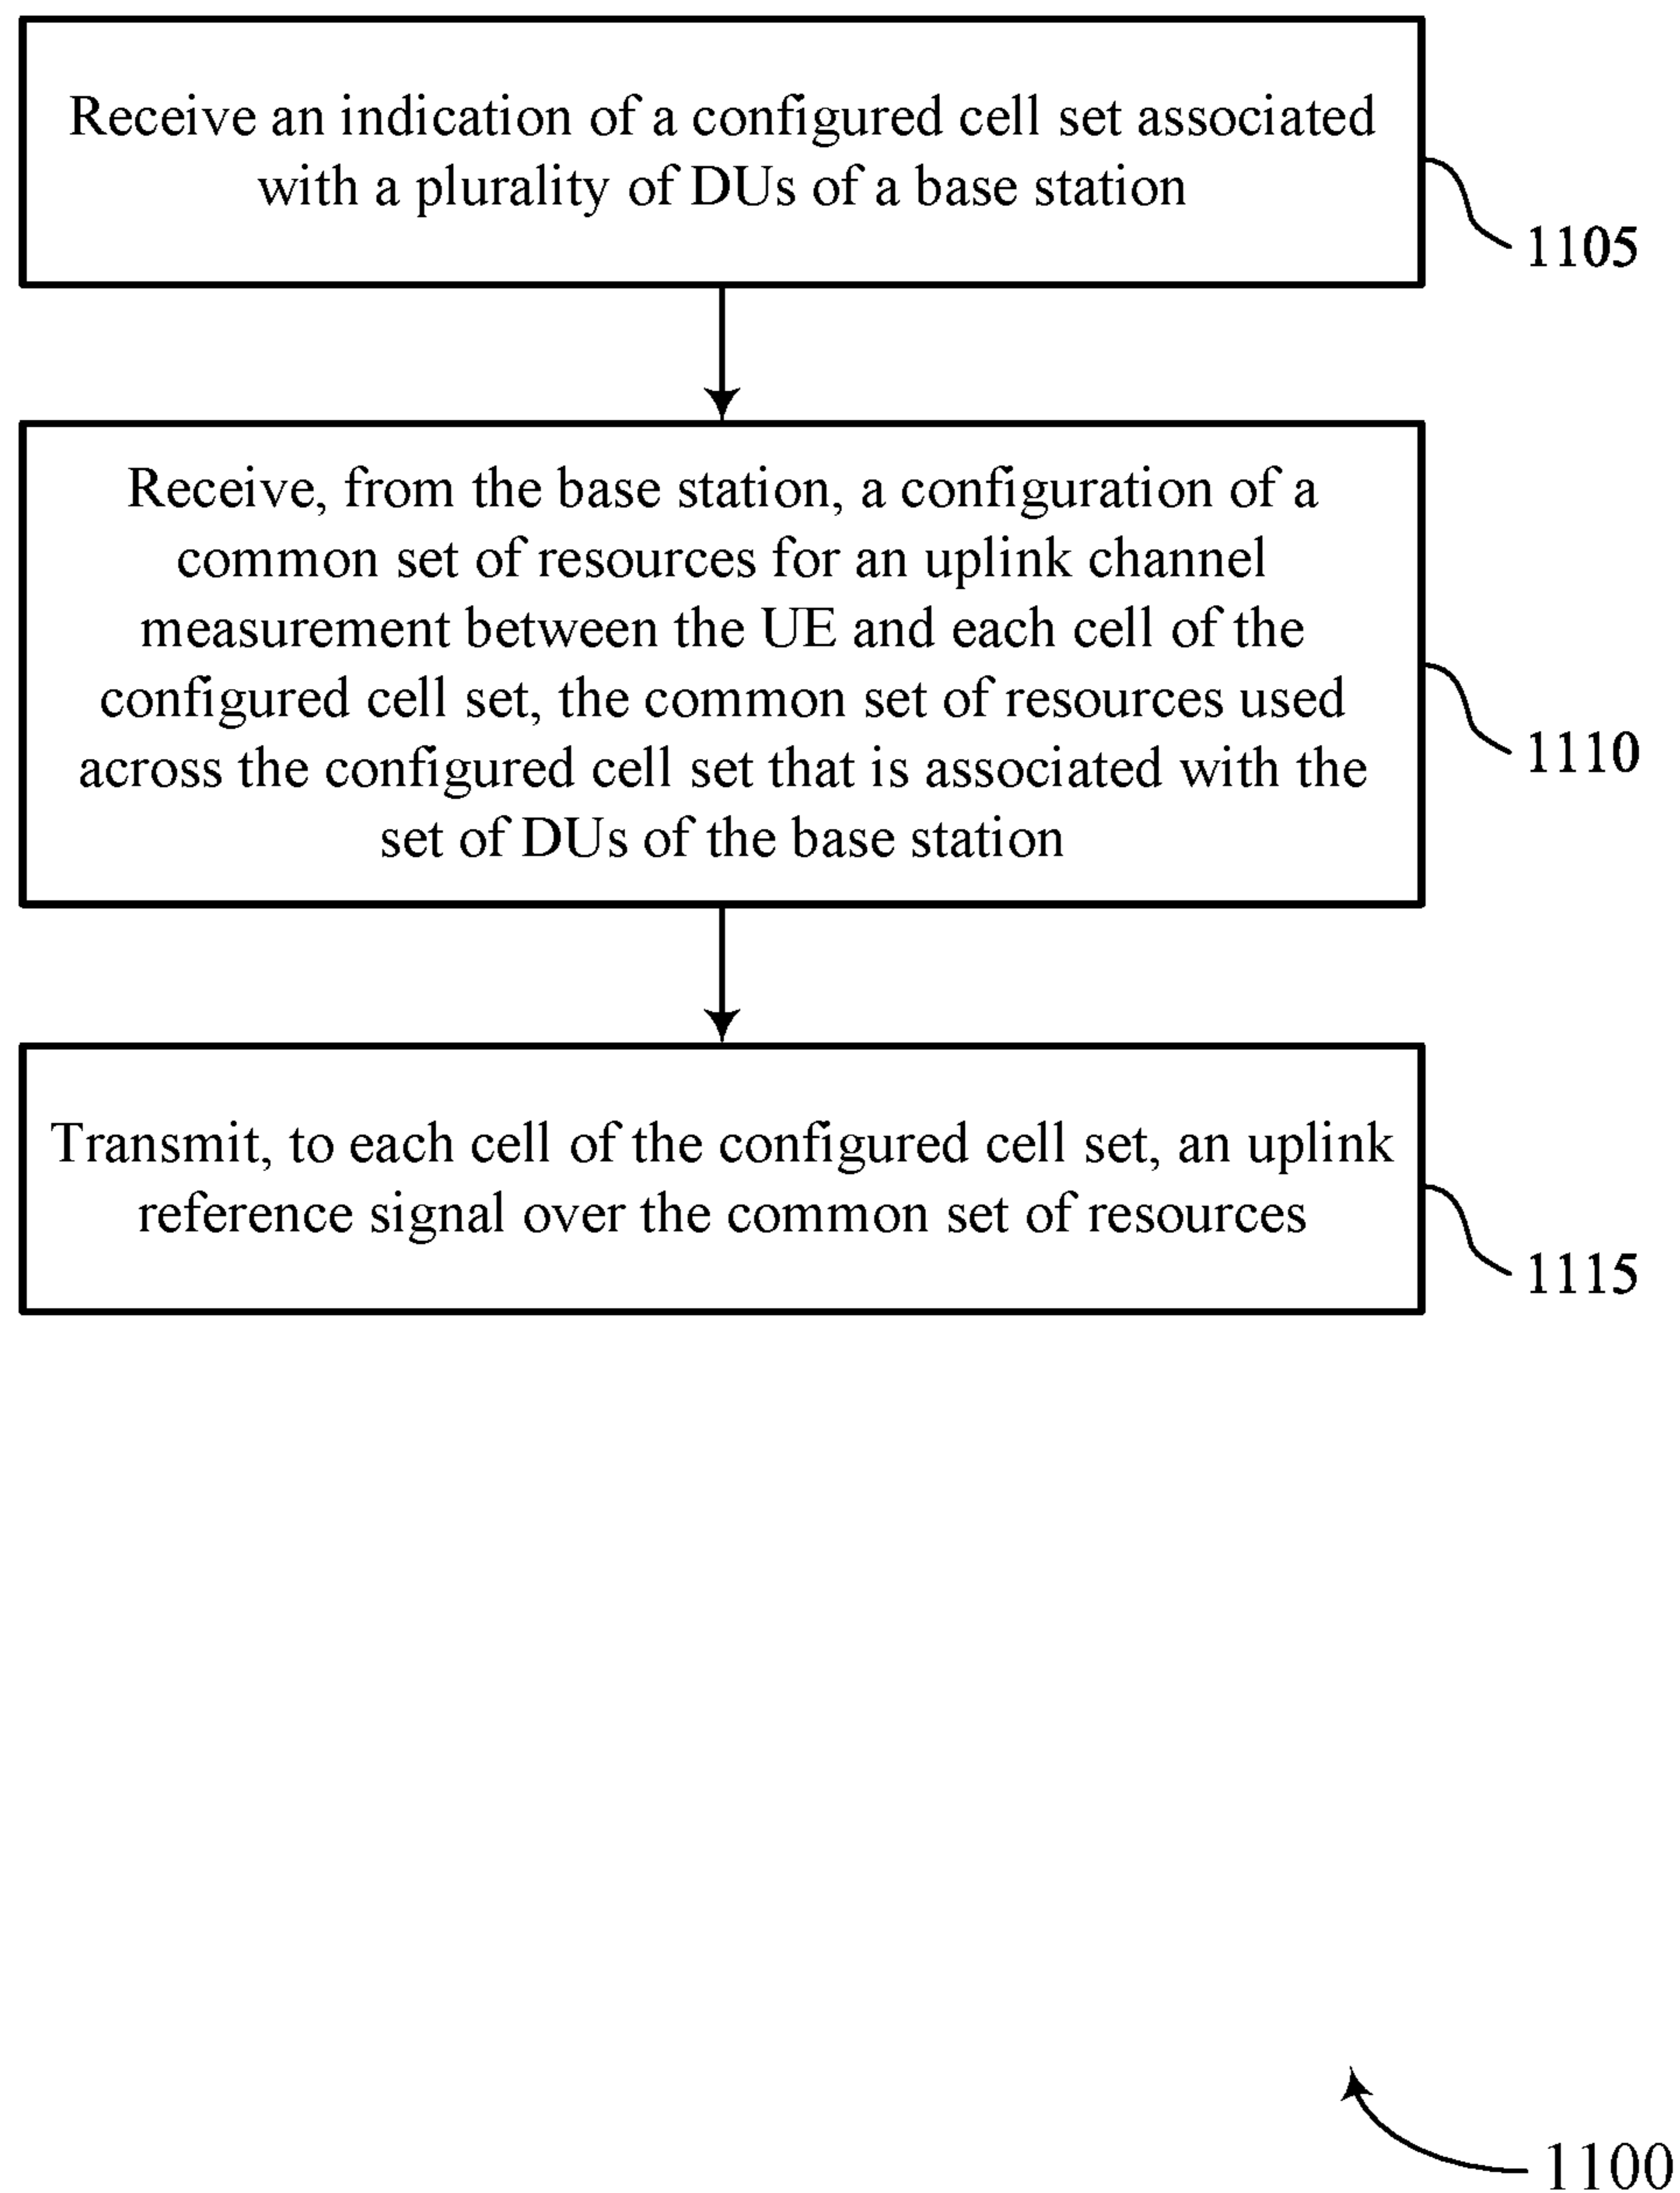 Receive an indication of a configured cell set associated
with a plurality of DUs of a base station
1105
Receive, from the base station, a configuration of a
common set of resources for an uplink channel
measurement between the UE and each cell of the
configured cell set, the common set of resources used
across the configured cell set that is associated with the
set of DUs of the base station
1110
Transmit, to each cell of the configured cell set, an uplink
reference signal over the common set of resources
1115
1100